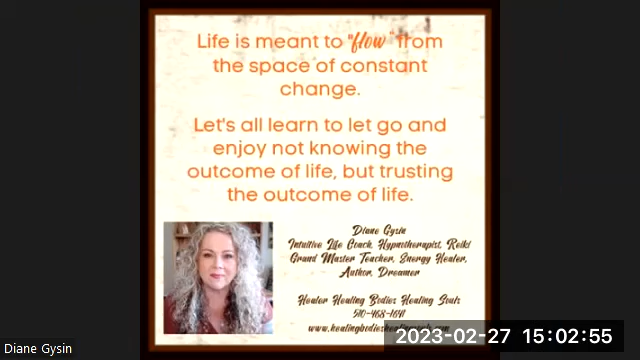 Life is meant to "flow" from
the space of constant
change.
Let's all learn to let go and
enjoy not knowing the
outcome of life, but trusting
the outcome of life.
Diane Gysin
Intuitive Life Coach, Hypnotherapist, Reiki
Grand Master Teacher, Energy Healer,
Author, Dreamer
Healer Healing Bodies Healing Souls
510-468-1641
Diane Gysin
2023-02-27 15:02:55